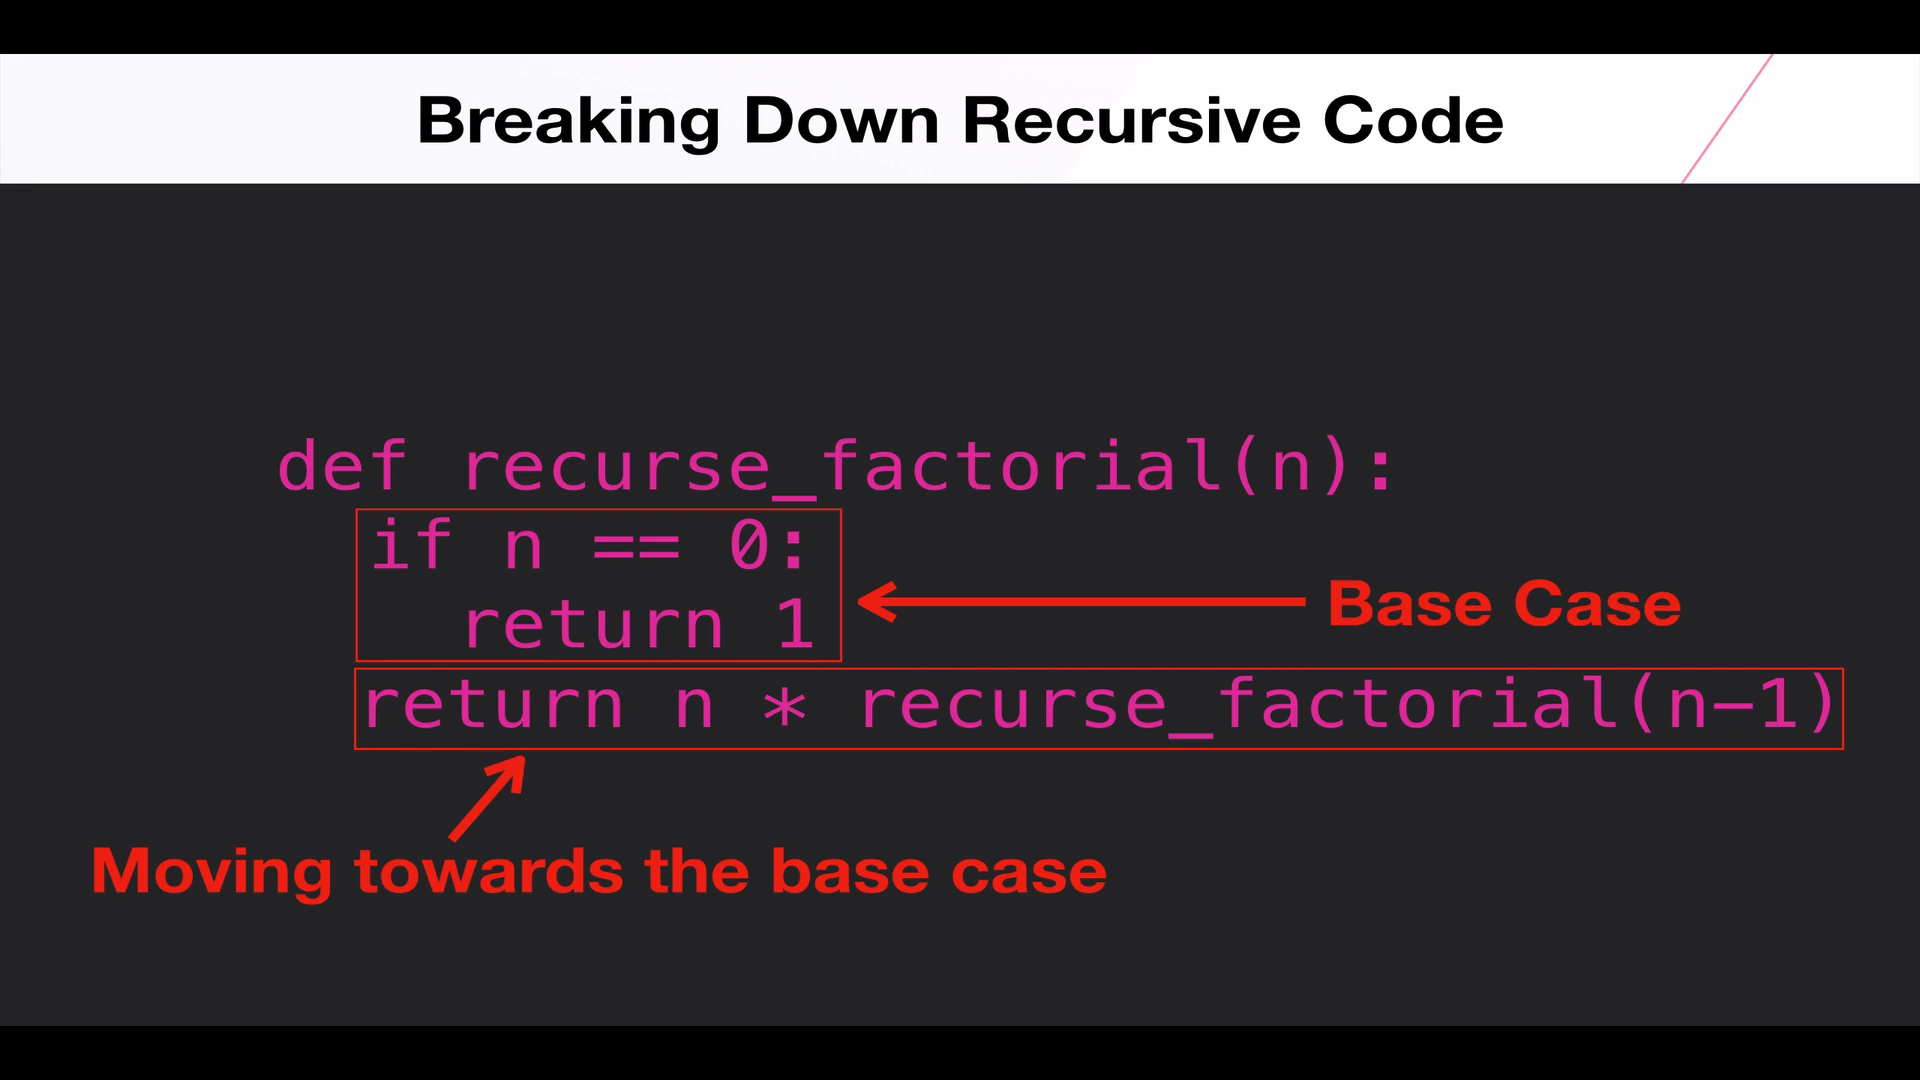 Breaking Down Recursive Code
def recurse_factorial(n):
if n == 0:
return 1
Base Case
return n * recurse_factorial(n-1)
Moving towards the base case